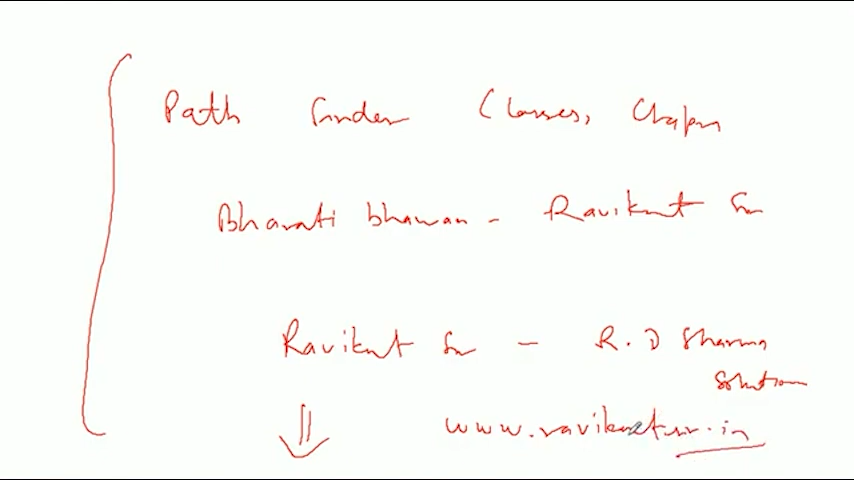 Path finder Classes, Chapra
Bharati bhawan - Ravikant Sir
Ravikant Sir - R.D Sharma
Solution
www.ravikantsir.in